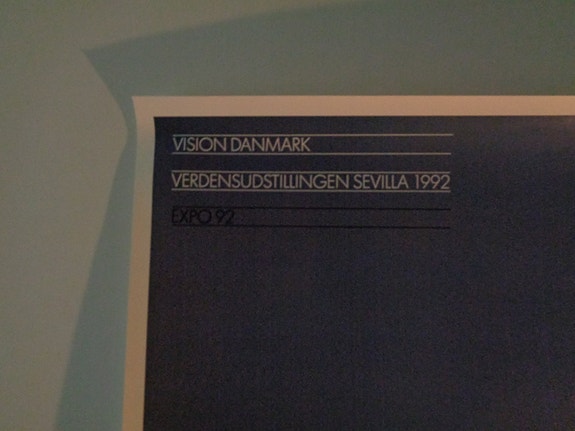 VISION DANMARK
VERDENSUDSTILLINGEN SEVILLA 1992
EXPO 92